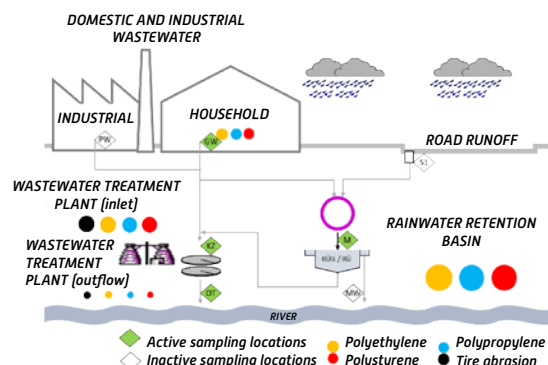 DOMESTIC AND INDUSTRIAL
WASTEWATER
INDUSTRIAL
HOUSEHOLD
PW
GW
ROAD RUNOFF
S1
WASTEWATER TREATMENT
PLANT (inlet)
KZ
M
RAINWATER RETENTION
BASIN
WASTEWATER
TREATMENT
PLANT (outflow)
DT
MW
RIVER
Active sampling locations
Polyethylene
Polypropylene
Inactive sampling locations
Polusturene
Tire abrasion